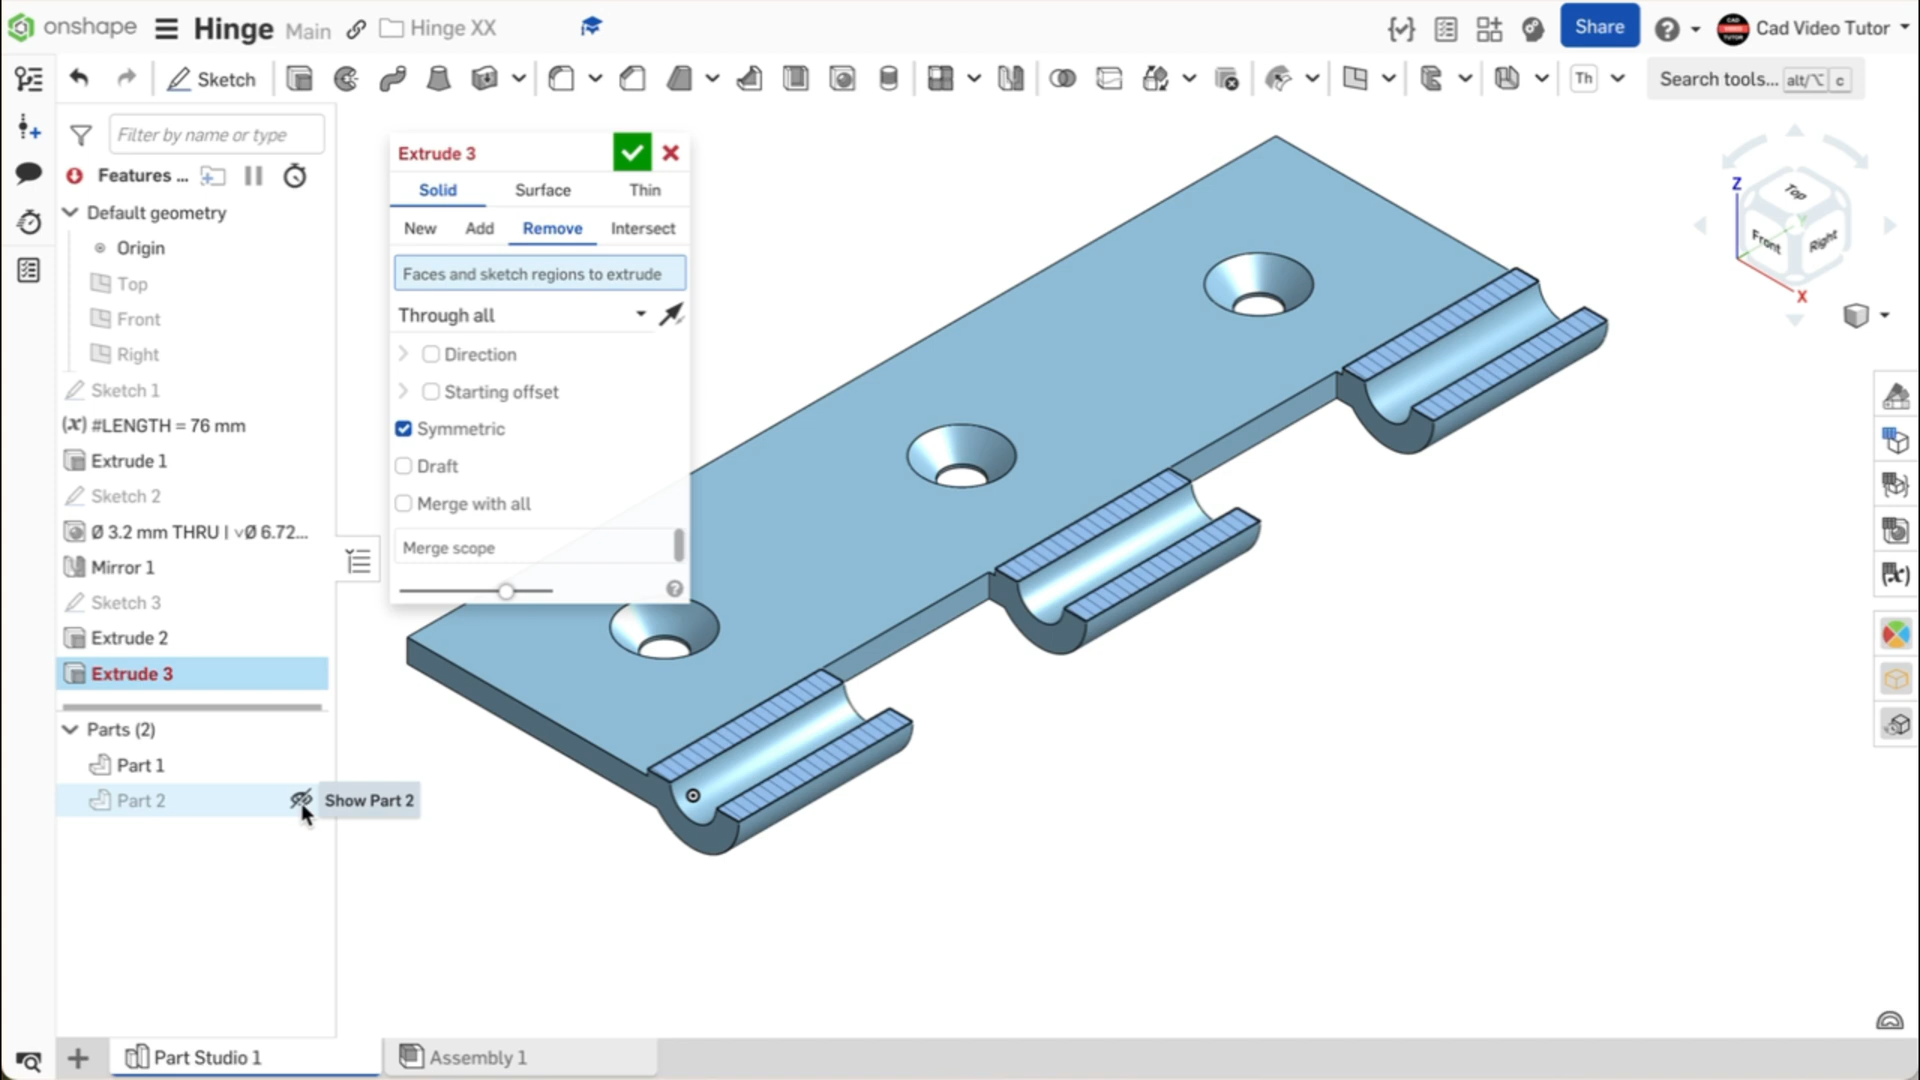 onshape Hinge Main Hinge XX
Share
Cad Video Tutor
CAD VIDEO TUTOR
Sketch
Th
Search tools... alt/⌥ c
Filter by name or type
Features ...
Default geometry
Origin
Top
Front
Right
Sketch 1
(x) #LENGTH = 76 mm
Extrude 1
Sketch 2
Ø 3.2 mm THRU | ⌵Ø 6.72...
Mirror 1
Sketch 3
Extrude 2
Extrude 3
Parts (2)
Part 1
Part 2
Show Part 2
Extrude 3
Solid Surface Thin
New Add Remove Intersect
Faces and sketch regions to extrude
Through all
Direction
Starting offset
Symmetric
Draft
Merge with all
Merge scope
Z
Top
Front
Right
Y
X
(x)
Part Studio 1
Assembly 1